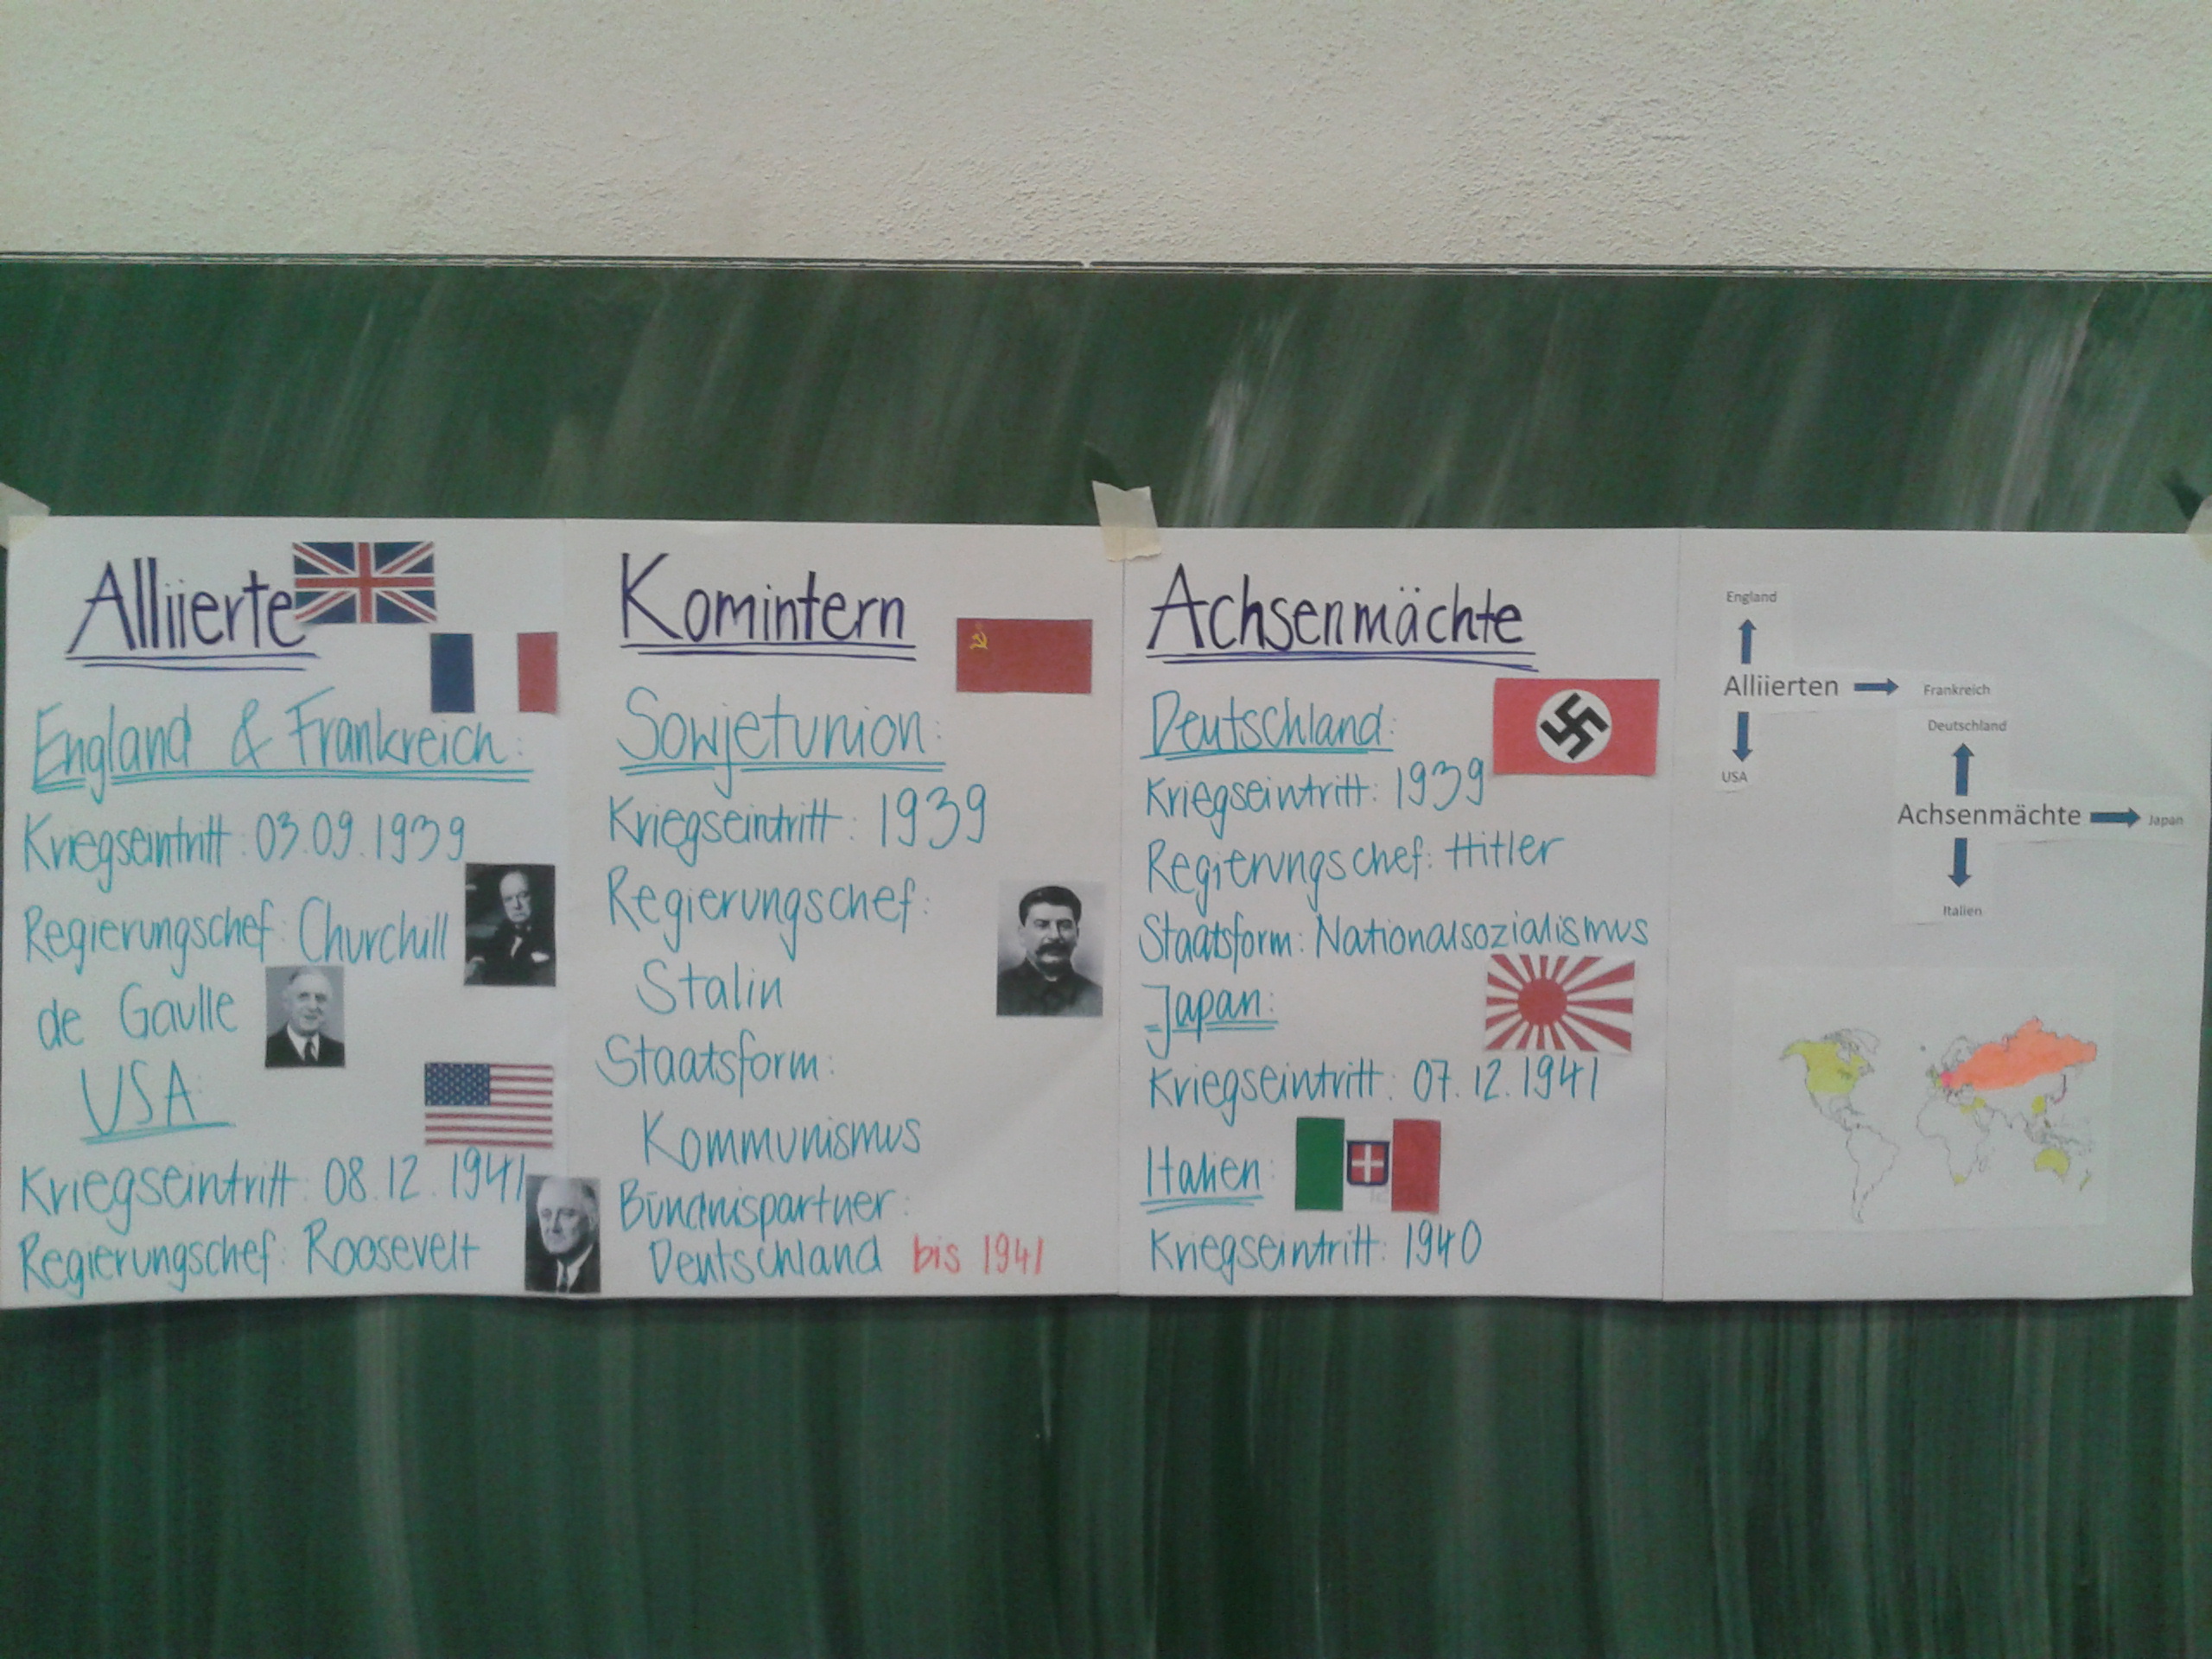 Alliierte
England & Frankreich:
Kriegseintritt: 03.09.1939
Regierungschef: Churchill
de Gaulle
USA:
Kriegseintritt: 08.12.1941
Regierungschef: Roosevelt
Komintern
Sowjetunion:
Kriegseintritt: 1939
Regierungschef:
Stalin
Staatsform:
Kommunismus
Bündnispartner:
Deutschland bis 1941
Achsenmächte
Deutschland:
Kriegseintritt: 1939
Regierungschef: Hitler
Staatsform: Nationalsozialismus
Japan:
Kriegseintritt: 07.12.1941
Italien:
Kriegseintritt: 1940
England
Alliierten
Frankreich
USA
Deutschland
Achsenmächte
Japan
Italien